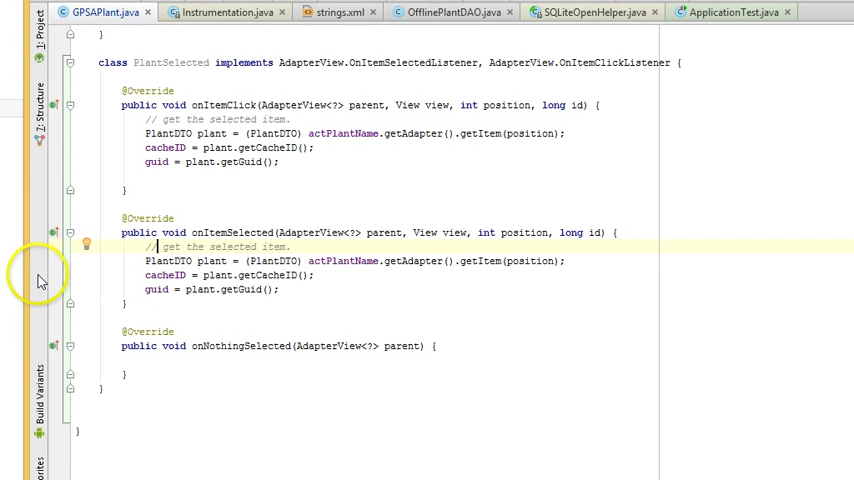 GPSAPlant.java Instrumentation.java strings.xml OfflinePlantDAO.java SQLiteOpenHelper.java ApplicationTest.java
1: Project
7: Structure
Build Variants
orites
}
class PlantSelected implements AdapterView.OnItemSelectedListener, AdapterView.OnItemClickListener {
@Override
public void onItemClick(AdapterView<?> parent, View view, int position, long id) {
// get the selected item.
PlantDTO plant = (PlantDTO) actPlantName.getAdapter().getItem(position);
cacheID = plant.getCacheID();
guid = plant.getGuid();
}
@Override
public void onItemSelected(AdapterView<?> parent, View view, int position, long id) {
// get the selected item.
PlantDTO plant = (PlantDTO) actPlantName.getAdapter().getItem(position);
cacheID = plant.getCacheID();
guid = plant.getGuid();
}
@Override
public void onNothingSelected(AdapterView<?> parent) {
}
}
}